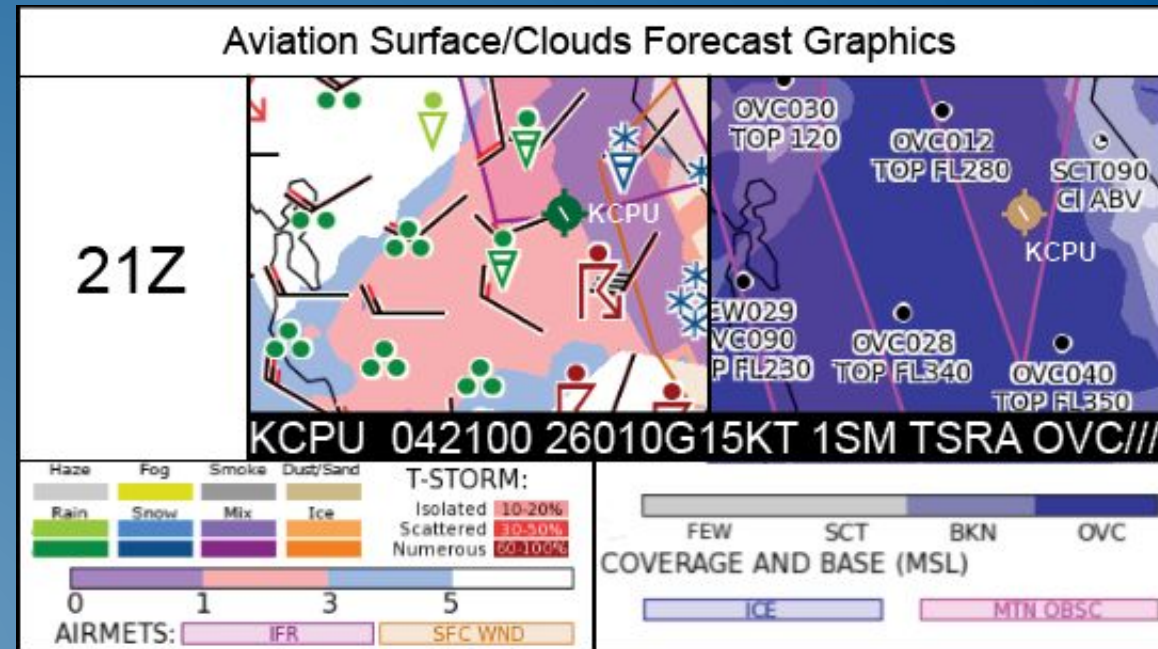 Aviation Surface/Clouds Forecast Graphics
21Z
KCPU
OVC030
TOP 120
OVC012
TOP FL280
SCT090
CI ABV
KCPU
EW029
VC090
P FL230
OVC028
TOP FL340
OVC040
TOP FL350
KCPU 042100 26010G15KT 1SM TSRA OVC///
Haze Fog Smoke Dust/Sand
Rain Snow Mix Ice
T-STORM:
Isolated 10-20%
Scattered 30-50%
Numerous 60-100%
0 1 3 5
AIRMETS: IFR SFC WND
FEW SCT BKN OVC
COVERAGE AND BASE (MSL)
ICE MTN OBSC